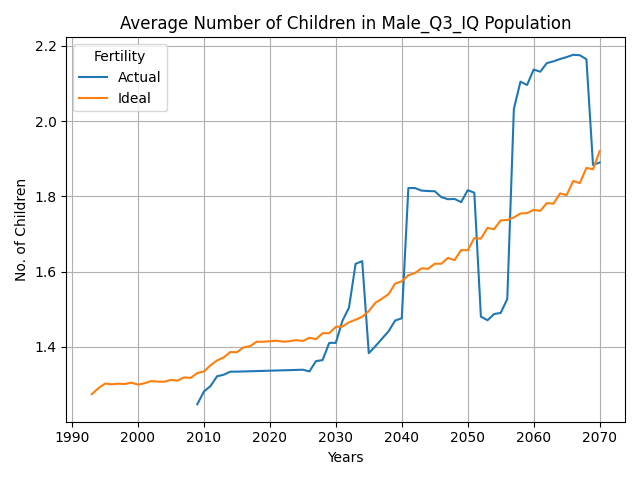 Average Number of Children in Male_Q3_IQ Population
Fertility
Actual
Ideal
No. of Children
2.2
2.0
1.8
1.6
1.4
1990 2000 2010 2020 2030 2040 2050 2060 2070
Years